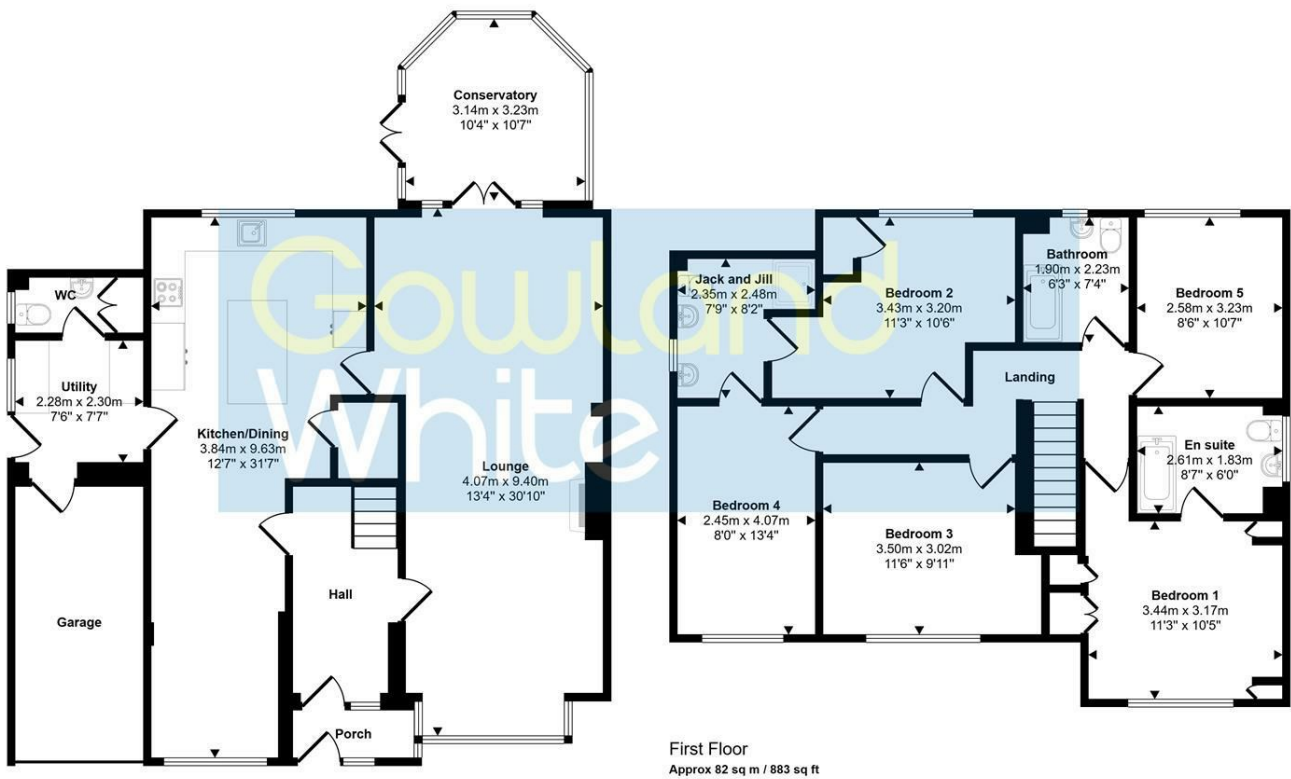 Conservatory
3.14m x 3.23m
10'4" x 10'7"
Gowland
White
WC
Utility
2.28m x 2.30m
7'6" x 7'7"
Kitchen/Dining
3.84m x 9.63m
12'7" x 31'7"
Lounge
4.07m x 9.40m
13'4" x 30'10"
Hall
Garage
Porch
Jack and Jill
2.35m x 2.48m
7'9" x 8'2"
Bedroom 2
3.43m x 3.20m
11'3" x 10'6"
Bathroom
1.90m x 2.23m
6'3" x 7'4"
Bedroom 5
2.58m x 3.23m
8'6" x 10'7"
Landing
En suite
2.61m x 1.83m
8'7" x 6'0"
Bedroom 4
2.45m x 4.07m
8'0" x 13'4"
Bedroom 3
3.50m x 3.02m
11'6" x 9'11"
Bedroom 1
3.44m x 3.17m
11'3" x 10'5"
First Floor
Approx 82 sq m / 883 sq ft